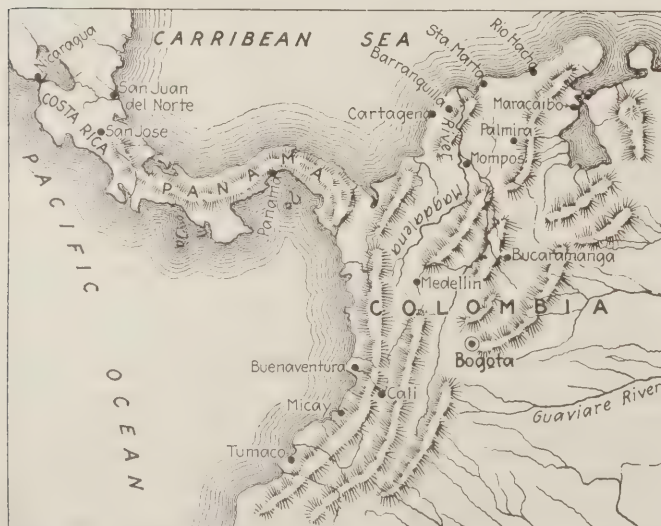 CARRIBEAN SEA
Nicaragua
San Juan
del Norte
COSTA RICA
San Jose
PANAMA
Panama
PACIFIC
OCEAN
Rio Hacha
Sta Marta
Barranquilla
Cartagena
Maracaibo
Palmira
River
Mompos
Magdalena
Bucaramanga
Medellin
COLOMBIA
Bogota
Buenaventura
Cali
Micay
Guaviare River
Tumaco